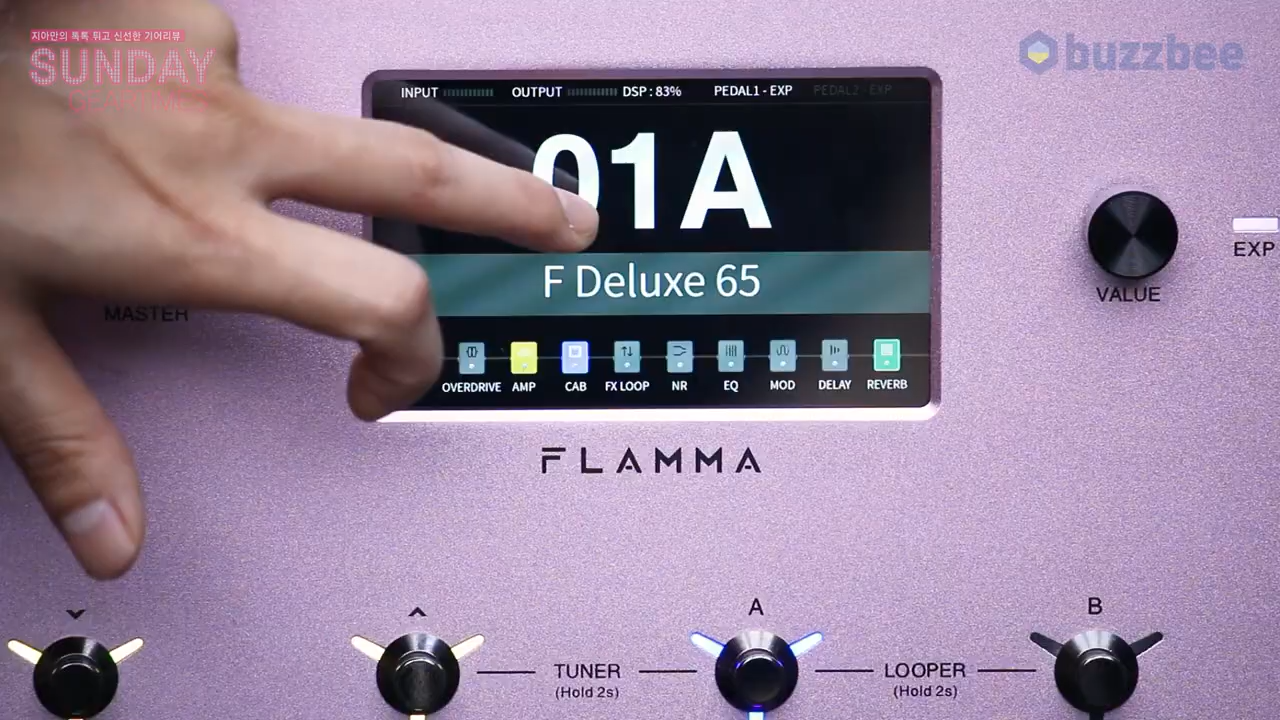 지아만의 톡톡 튀고 신선한 기어리뷰
SUNDAY
GEARTIMES
buzzbee
INPUT OUTPUT DSP : 83% PEDAL1 - EXP PEDAL2 - EXP
01A
F Deluxe 65
OVERDRIVE AMP CAB FX LOOP NR EQ MOD DELAY REVERB
MASTER
VALUE
EXP
FLAMMA
A
B
TUNER
(Hold 2s)
LOOPER
(Hold 2s)